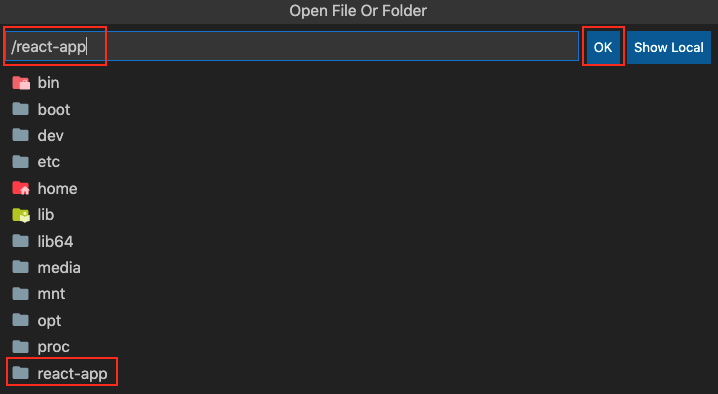 Open File Or Folder
/react-app
OK
Show Local
bin
boot
dev
etc
home
lib
lib64
media
mnt
opt
proc
react-app